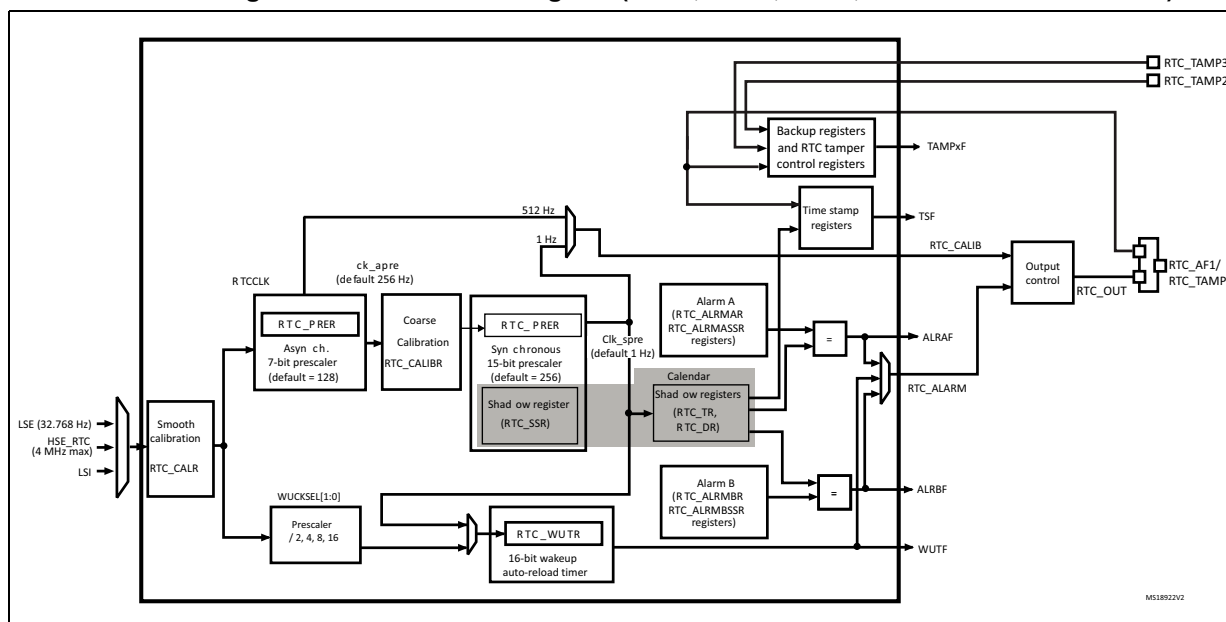 RTC_TAMP3
RTC_TAMP2
Backup registers
and RTC tamper
control registers
TAMPxF
Time stamp
registers
TSF
512 Hz
1 Hz
RTC_CALIB
ck_apre
(default 256 Hz)
RTCCLK
Output
control
RTC_OUT
RTC_AF1/
RTC_TAMP
RTC_PRER
Asyn ch.
7-bit prescaler
(default = 128)
Coarse
Calibration
RTC_CALIBR
RTC_PRER
Syn chronous
15-bit prescaler
(default = 256)
Shad ow register
(RTC_SSR)
Clk_spre
(default 1 Hz)
Alarm A
(RTC_ALRMAR
RTC_ALRMASSR
registers)
=
ALRAF
Calendar
Shad ow registers
(RTC_TR,
RTC_DR)
RTC_ALARM
LSE (32.768 Hz)
HSE_RTC
(4 MHz max)
LSI
Smooth
calibration
RTC_CALR
Alarm B
(RTC_ALRMBR
RTC_ALRMBSSR
registers)
=
ALRBF
WUCKSEL[1:0]
Prescaler
/ 2, 4, 8, 16
RTC_WUTR
16-bit wakeup
auto-reload timer
WUTF
MS18922V2